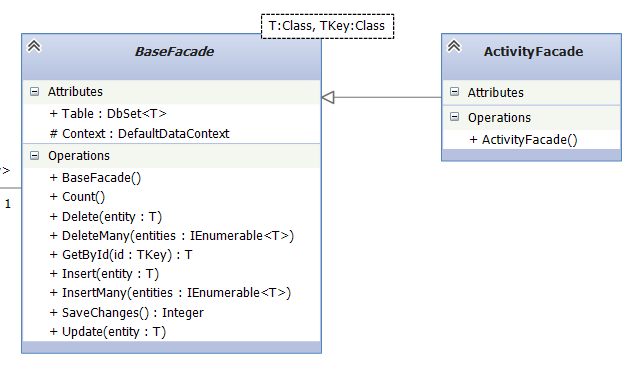 T:Class, TKey:Class
BaseFacade
Attributes
+ Table : DbSet<T>
# Context : DefaultDataContext
Operations
+ BaseFacade()
+ Count()
+ Delete(entity : T)
+ DeleteMany(entities : IEnumerable<T>)
+ GetById(id : TKey) : T
+ Insert(entity : T)
+ InsertMany(entities : IEnumerable<T>)
+ SaveChanges() : Integer
+ Update(entity : T)
>
1
ActivityFacade
Attributes
Operations
+ ActivityFacade()